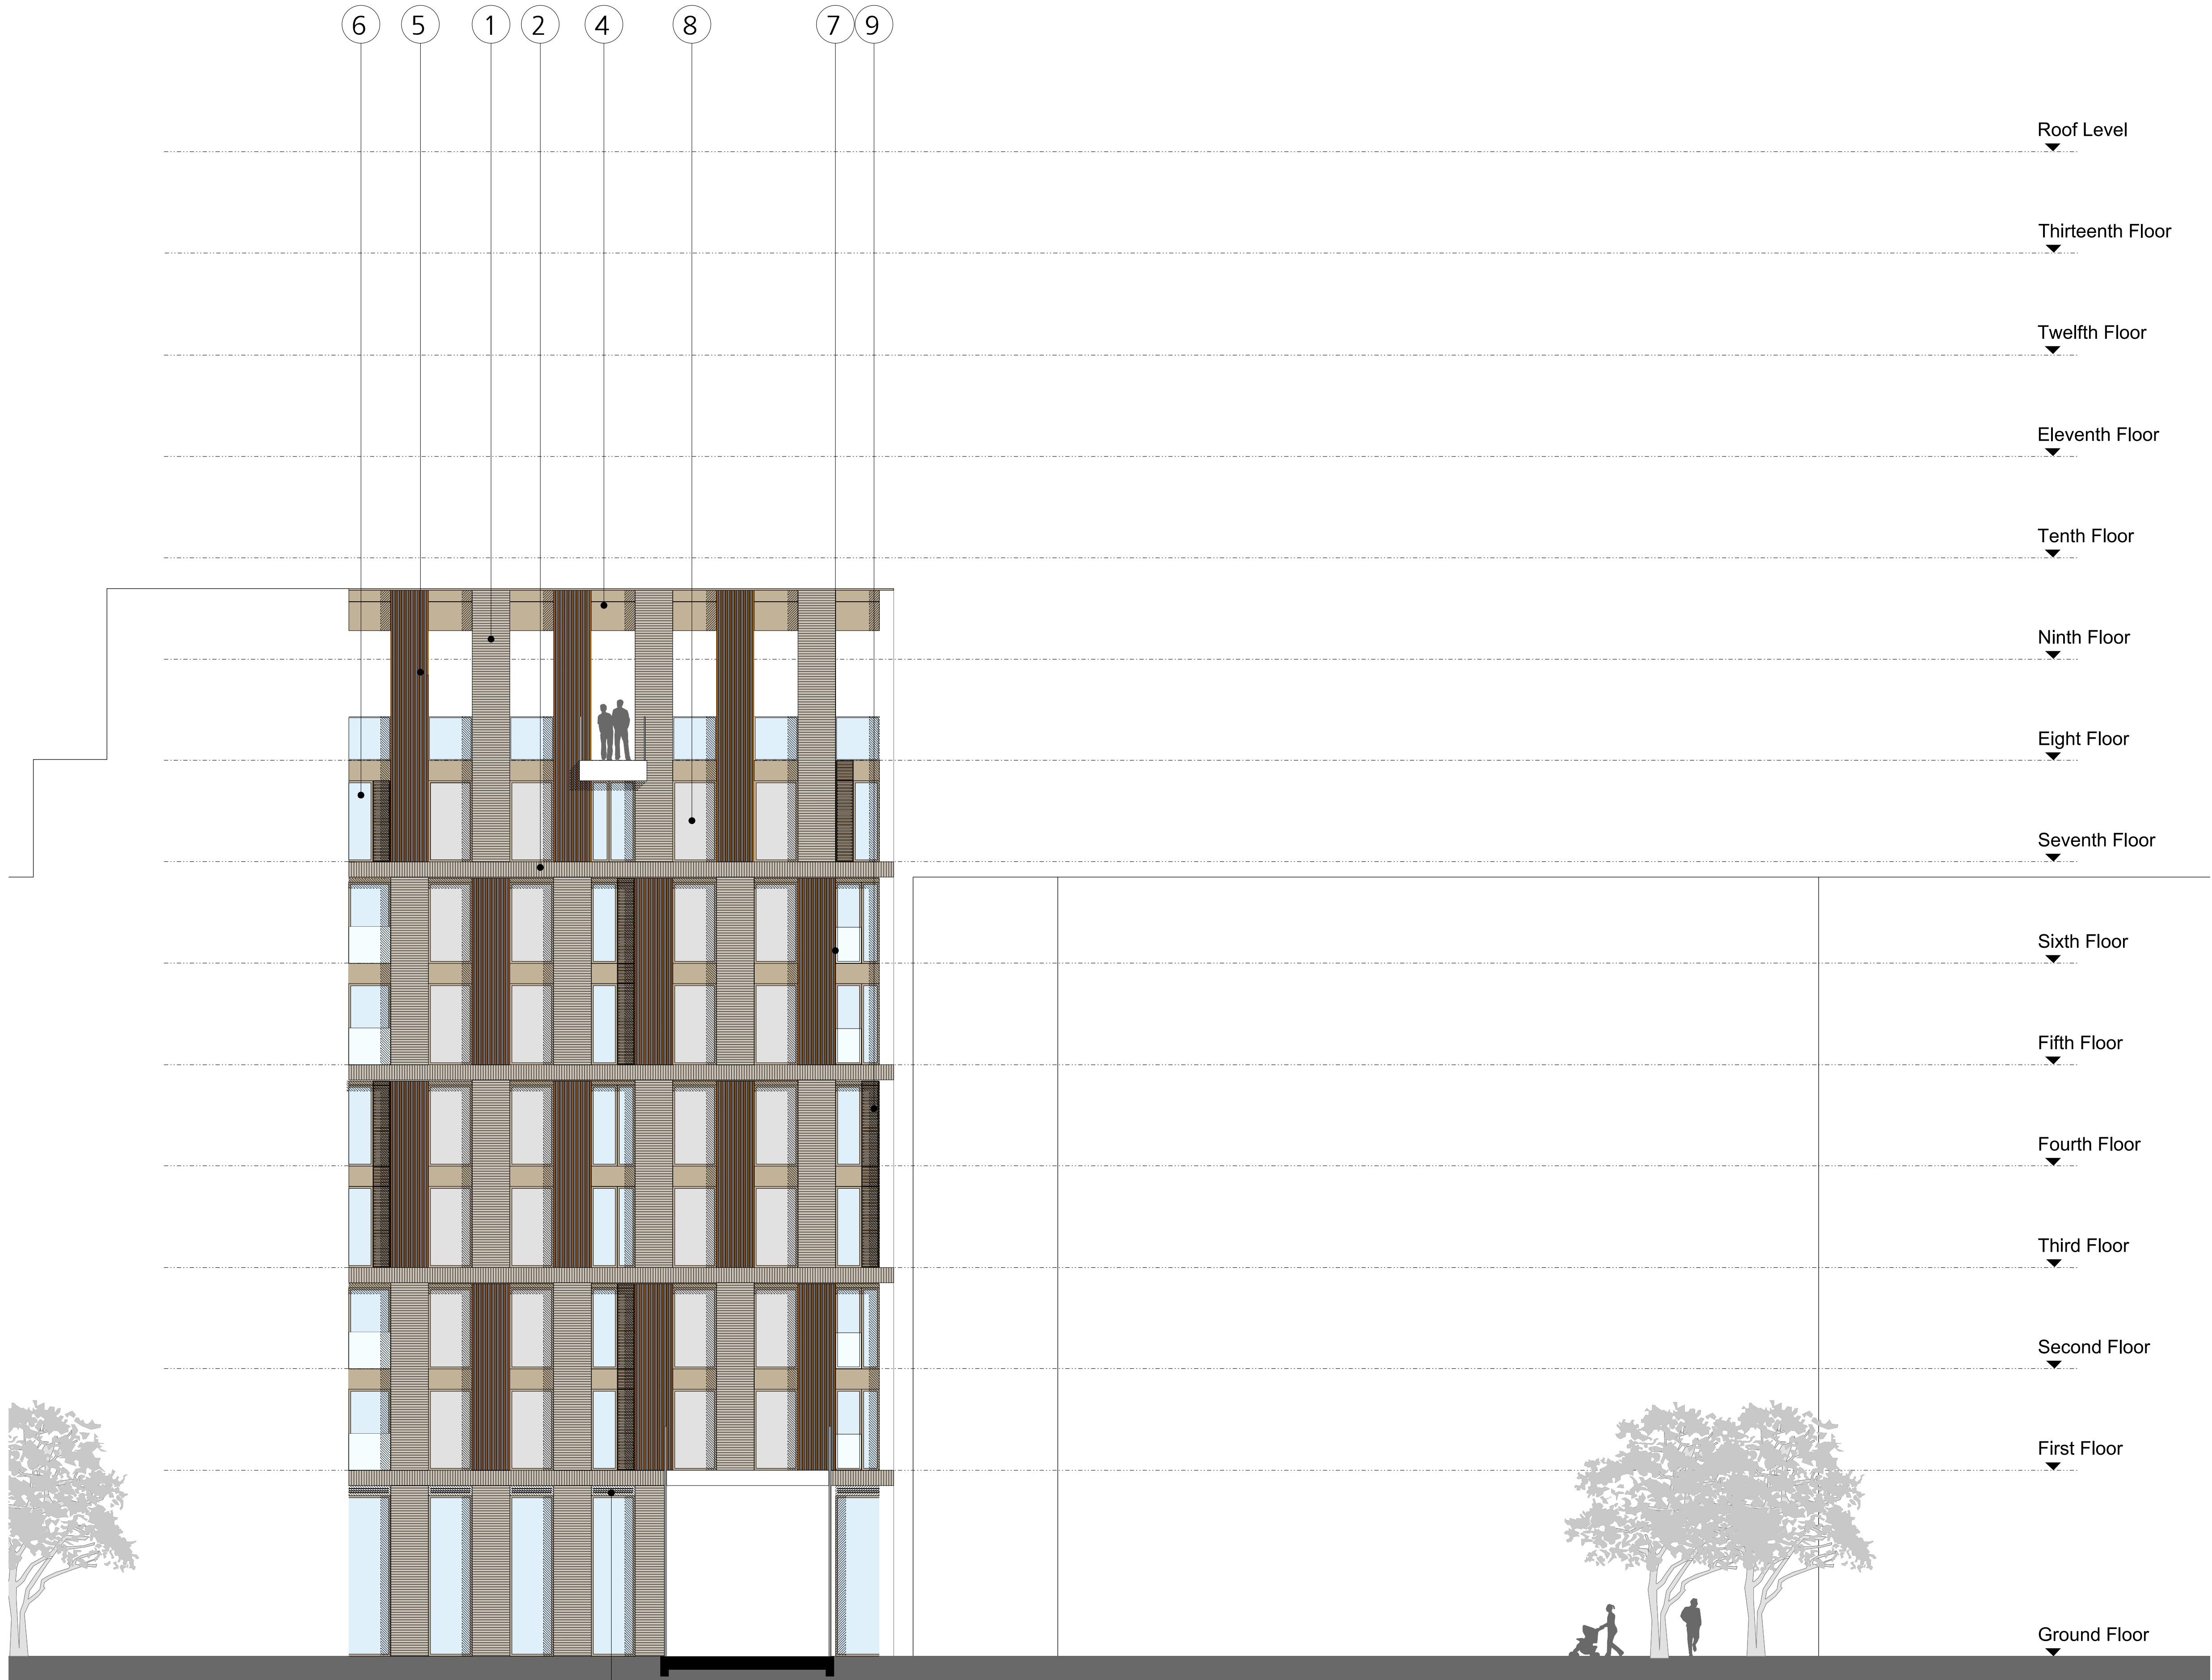 6 5 1 2 4 8 7 9
Roof Level
Thirteenth Floor
Twelfth Floor
Eleventh Floor
Tenth Floor
Ninth Floor
Eight Floor
Seventh Floor
Sixth Floor
Fifth Floor
Fourth Floor
Third Floor
Second Floor
First Floor
Ground Floor